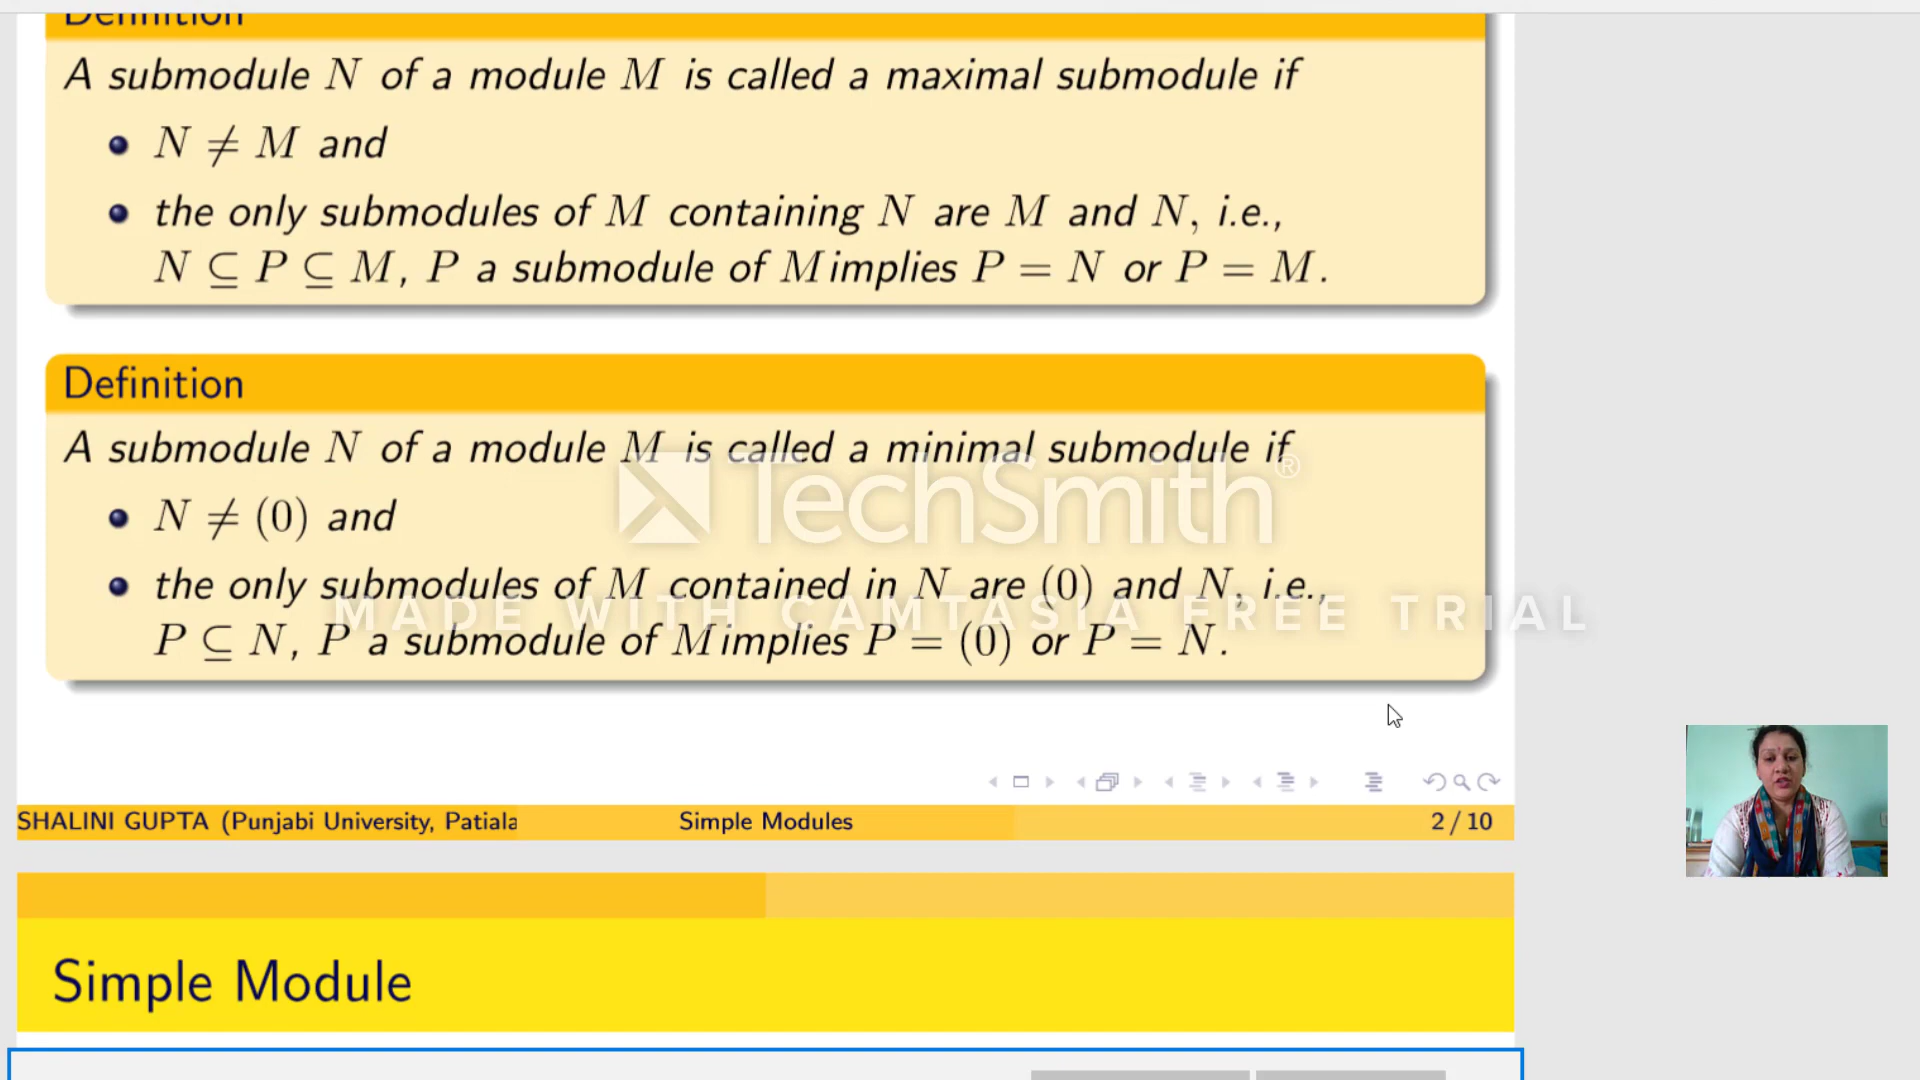 Definition
A submodule N of a module M is called a maximal submodule if
N ≠ M and
the only submodules of M containing N are M and N, i.e.,
N ⊆ P ⊆ M, P a submodule of M implies P = N or P = M.
Definition
A submodule N of a module M is called a minimal submodule if
N ≠ (0) and
TechSmith®
the only submodules of M contained in N are (0) and N, i.e.,
MADE WITH CAMTASIA FREE TRIAL
P ⊆ N, P a submodule of M implies P = (0) or P = N.
SHALINI GUPTA (Punjabi University, Patiala Simple Modules 2 / 10
Simple Module